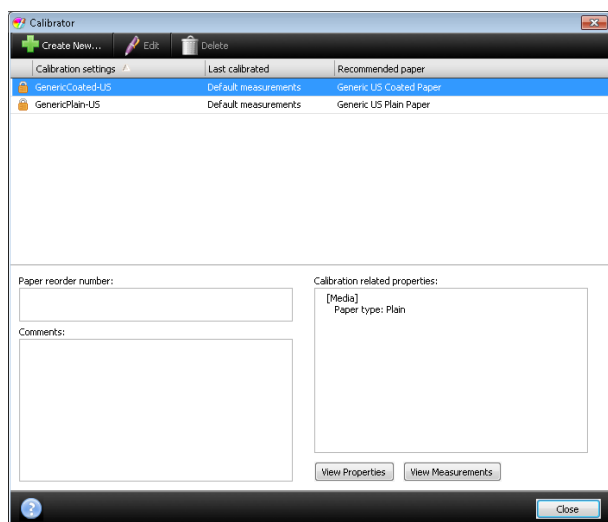 Calibrator
Create New... Edit Delete
Calibration settings Last calibrated Recommended paper
GenericCoated-US Default measurements Generic US Coated Paper
GenericPlain-US Default measurements Generic US Plain Paper
Paper reorder number:
Calibration related properties:
[Media]
Paper type: Plain
Comments:
View Properties View Measurements
? Close